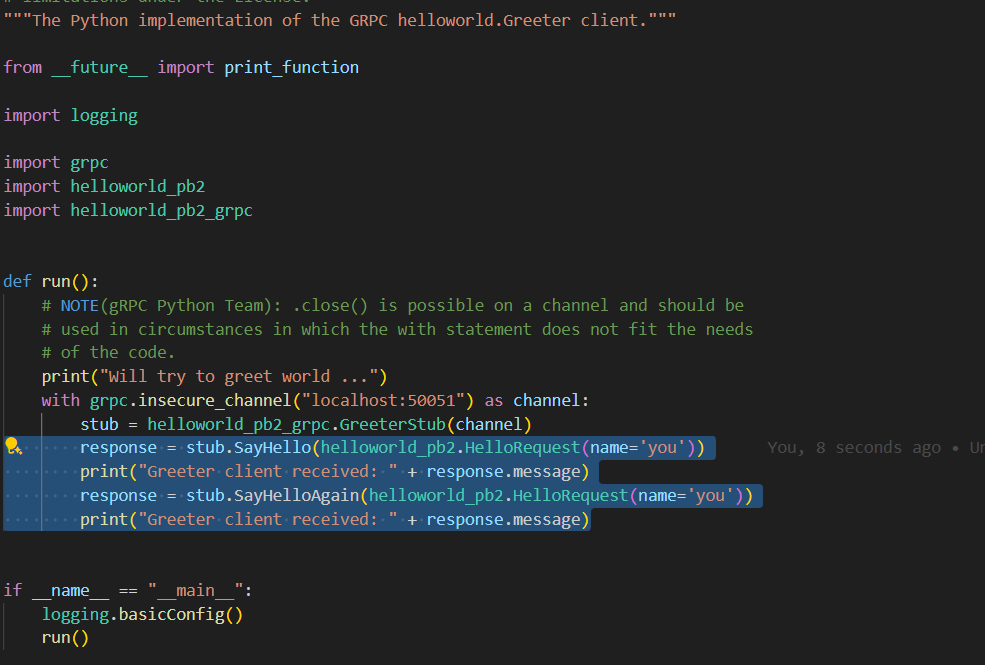 # limitations under the License.
"""The Python implementation of the GRPC helloworld.Greeter client."""
from __future__ import print_function
import logging
import grpc
import helloworld_pb2
import helloworld_pb2_grpc
def run():
# NOTE(gRPC Python Team): .close() is possible on a channel and should be
# used in circumstances in which the with statement does not fit the needs
# of the code.
print("Will try to greet world ...")
with grpc.insecure_channel("localhost:50051") as channel:
stub = helloworld_pb2_grpc.GreeterStub(channel)
response = stub.SayHello(helloworld_pb2.HelloRequest(name='you')) You, 8 seconds ago •
print("Greeter client received: " + response.message)
response = stub.SayHelloAgain(helloworld_pb2.HelloRequest(name='you'))
print("Greeter client received: " + response.message)
if __name__ == "__main__":
logging.basicConfig()
run()